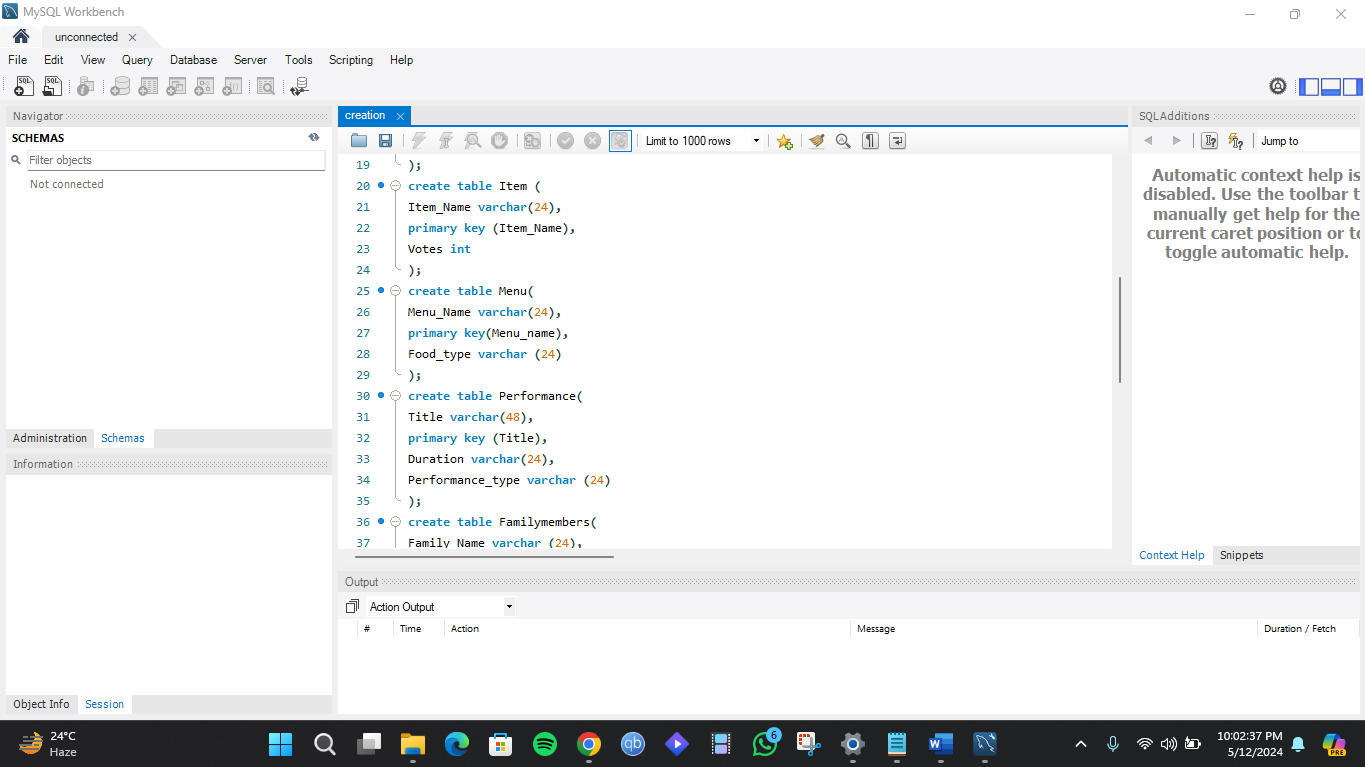 MySQL Workbench
unconnected
File Edit View Query Database Server Tools Scripting Help
Navigator
SCHEMAS
Filter objects
Not connected
Administration Schemas
Information
Object Info Session
creation
Limit to 1000 rows
19 );
20 create table Item (
21 Item_Name varchar(24),
22 primary key (Item_Name),
23 Votes int
24 );
25 create table Menu(
26 Menu_Name varchar(24),
27 primary key(Menu_name),
28 Food_type varchar (24)
29 );
30 create table Performance(
31 Title varchar(48),
32 primary key (Title),
33 Duration varchar(24),
34 Performance_type varchar (24)
35 );
36 create table Familymembers(
37 Family_Name varchar (24),
Output
Action Output
# Time Action Message Duration / Fetch
SQLAdditions
Jump to
Automatic context help is
disabled. Use the toolbar t
manually get help for the
current caret position or to
toggle automatic help.
Context Help Snippets
24°C
Haze
SQL
SQL
qb
6
W
10:02:37 PM
5/12/2024
PRE